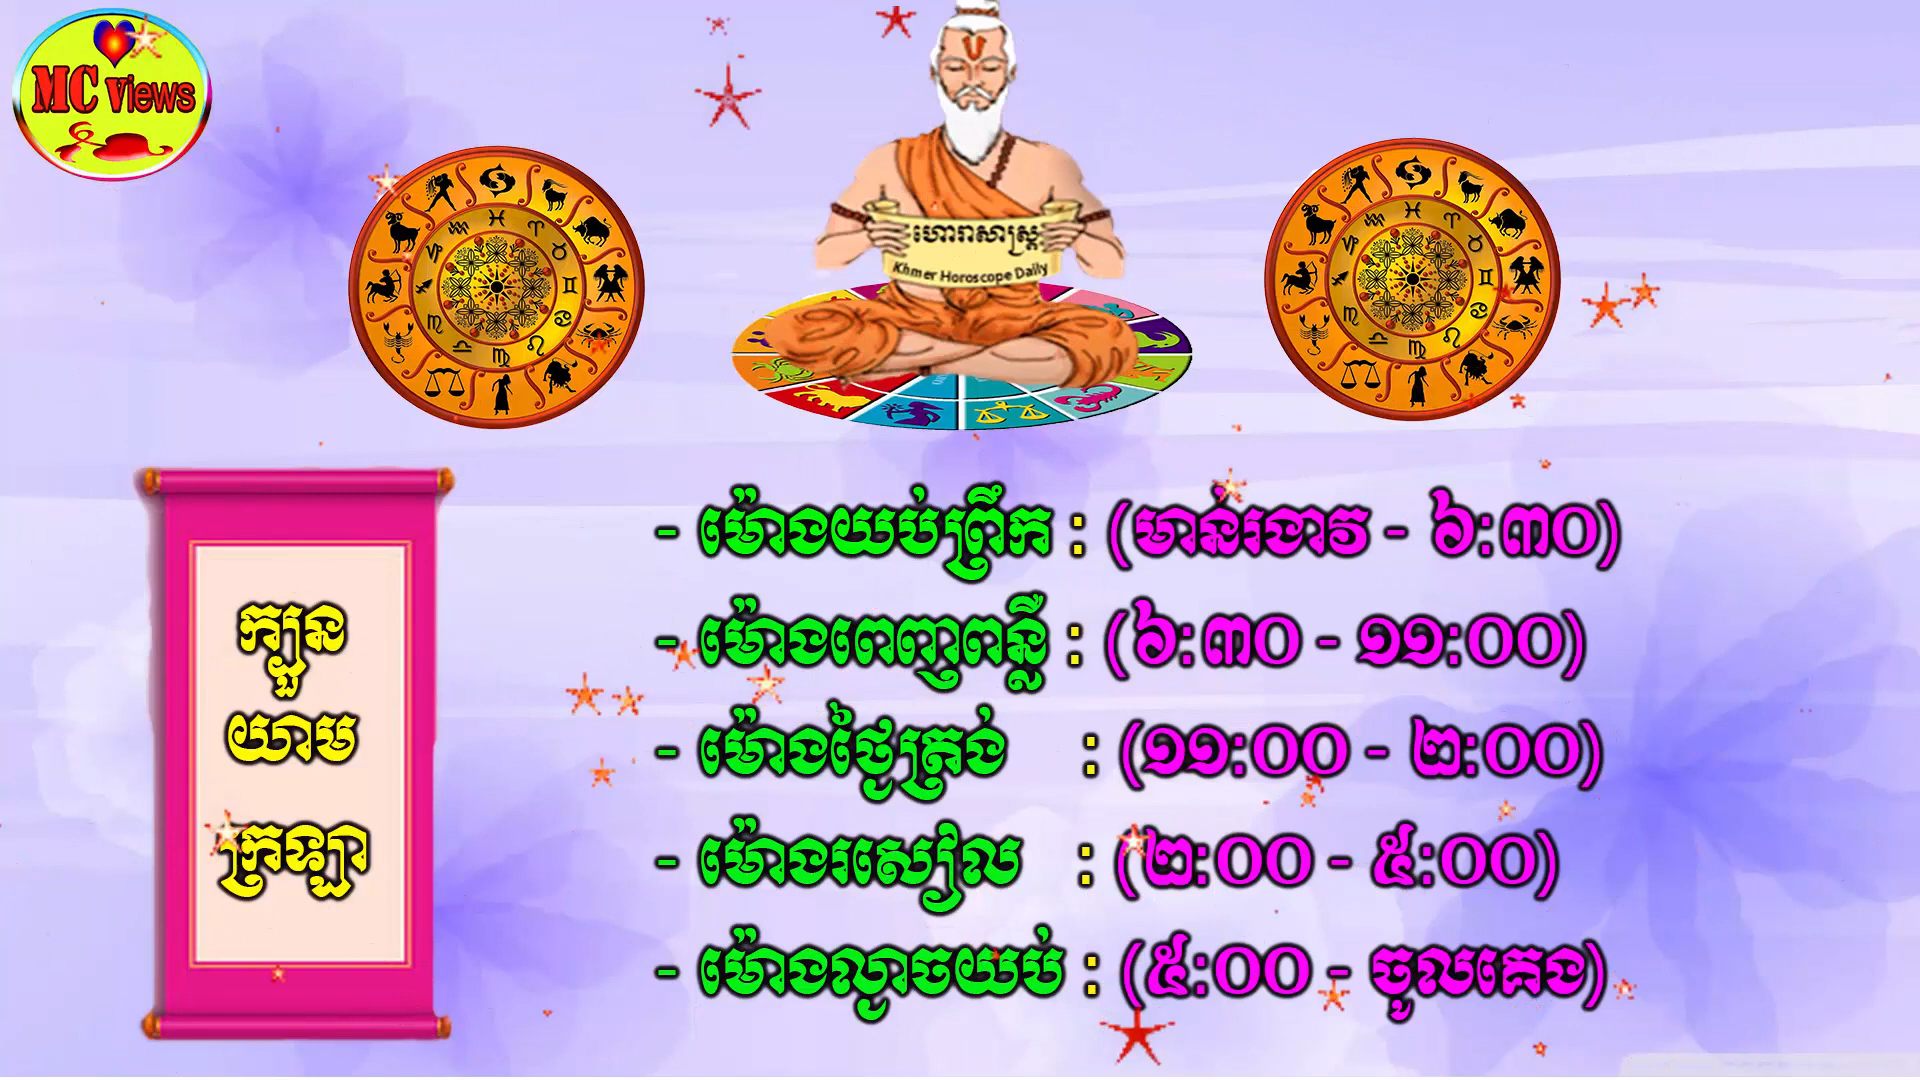 MC Views
ហោរាសាស្ត្រ
Khmer Horoscope Daily
ក្បួន
យាម
ក្រឡា
- ម៉ោងយប់ព្រឹក : (មាន់រងាវ - ៦:៣០)
- ម៉ោងពេញពន្លឺ : (៦:៣០ - ១១:០០)
- ម៉ោងថ្ងៃត្រង់ : (១១:០០ - ២:០០)
- ម៉ោងរសៀល : (២:០០ - ៥:០០)
- ម៉ោងល្ងាចយប់ : (៥:០០ - ចូលគេង)